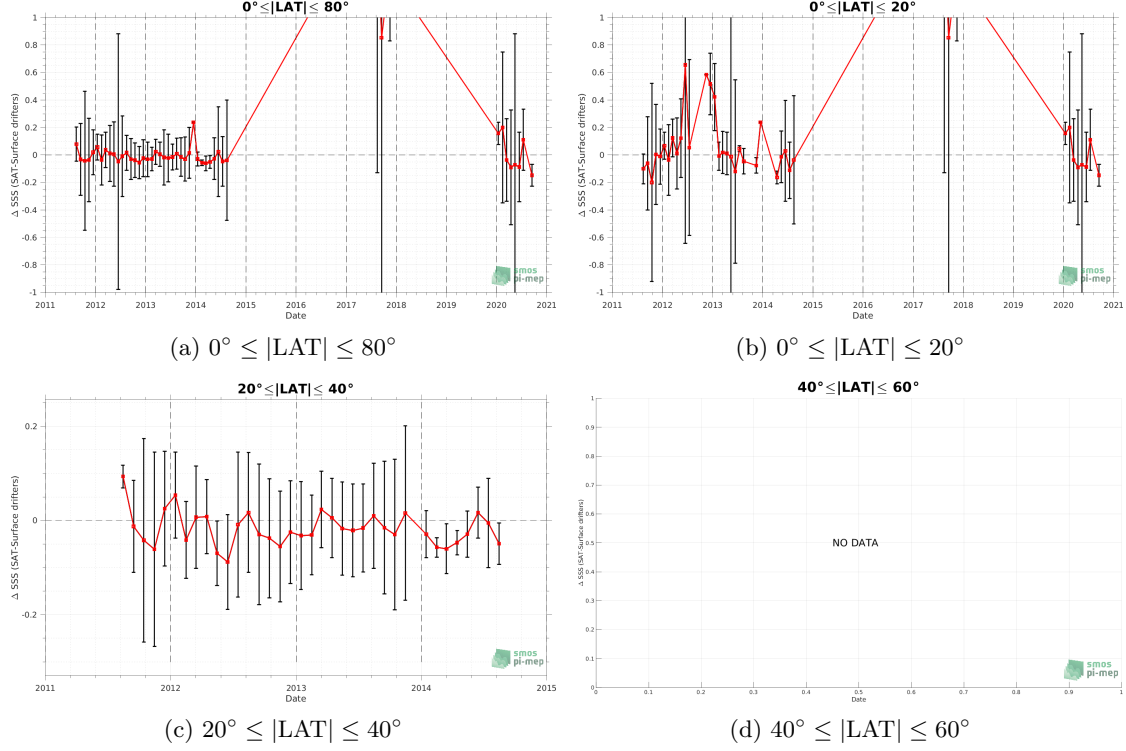 0°≤|LAT|≤ 80°
Δ SSS (SAT-Surface drifters)
1
0.8
0.6
0.4
0.2
0
-0.2
-0.4
-0.6
-0.8
-1
2011 2012 2013 2014 2015 2016 2017 2018 2019 2020 2021
Date
smos
pi-mep
(a) 0° ≤ |LAT| ≤ 80°
0°≤|LAT|≤ 20°
Δ SSS (SAT-Surface drifters)
1
0.8
0.6
0.4
0.2
0
-0.2
-0.4
-0.6
-0.8
-1
2011 2012 2013 2014 2015 2016 2017 2018 2019 2020 2021
Date
smos
pi-mep
(b) 0° ≤ |LAT| ≤ 20°
20°≤|LAT|≤ 40°
Δ SSS (SAT-Surface drifters)
0.2
0
-0.2
2011 2012 2013 2014 2015
Date
smos
pi-mep
(c) 20° ≤ |LAT| ≤ 40°
40°≤|LAT|≤ 60°
Δ SSS (SAT-Surface drifters)
1
0.9
0.8
0.7
0.6
0.5
0.4
0.3
0.2
0.1
0
NO DATA
0 0.1 0.2 0.3 0.4 0.5 0.6 0.7 0.8 0.9 1
Date
smos
pi-mep
(d) 40° ≤ |LAT| ≤ 60°